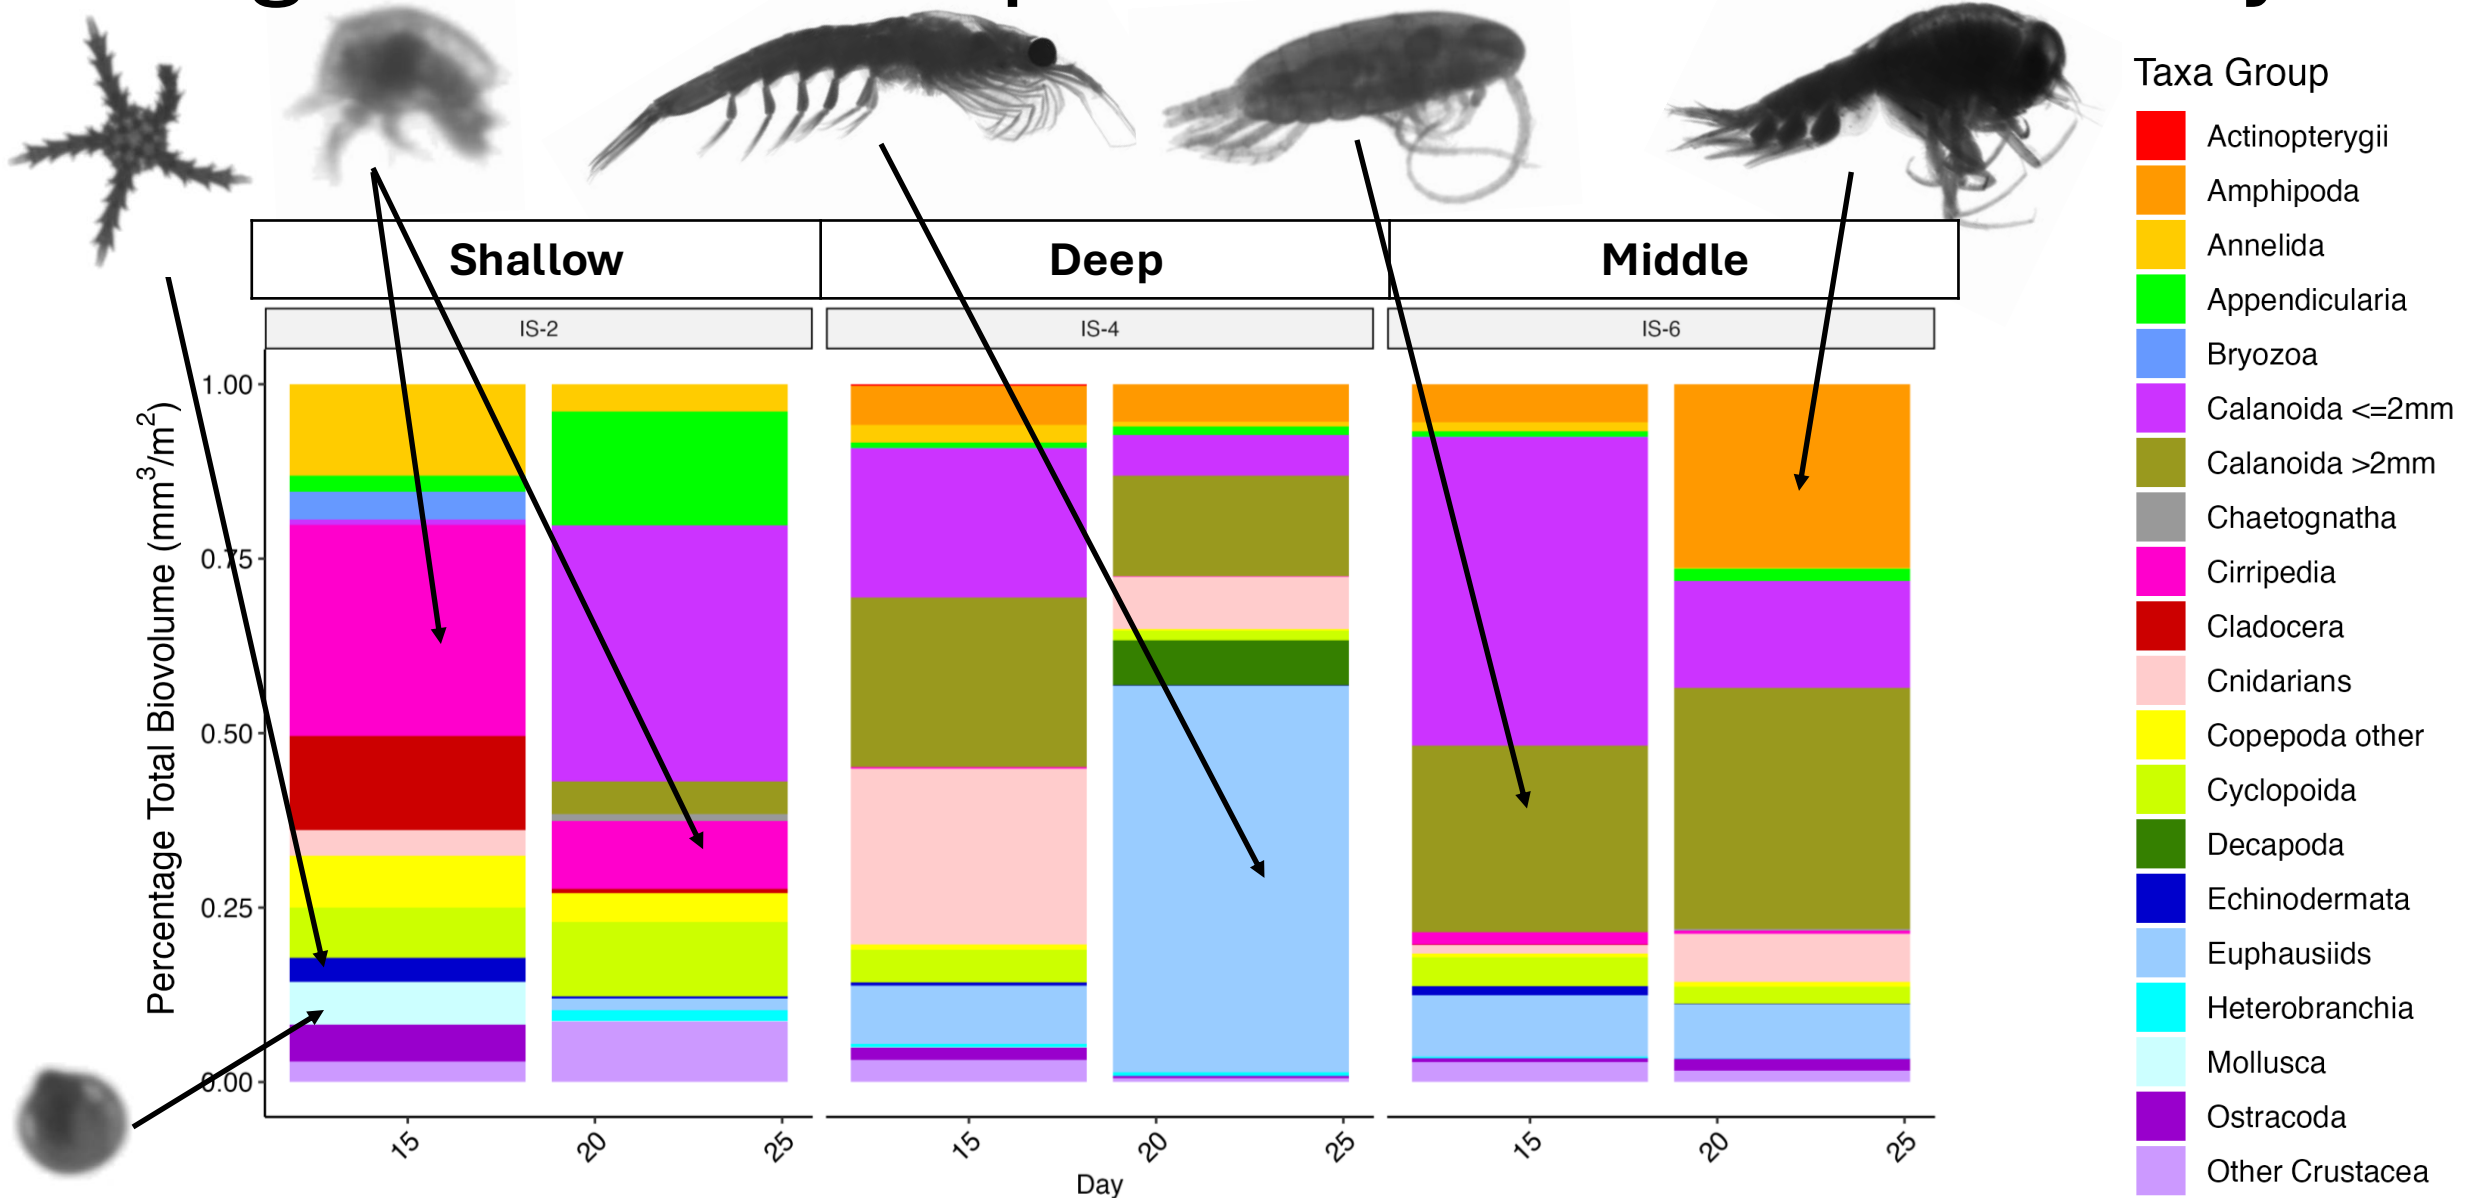 Shallow Deep Middle
IS-2 IS-4 IS-6
Percentage Total Biovolume (mm³/m²)
1.00
0.75
0.50
0.25
0.00
15 20 25 15 20 25 15 20 25
Day
Taxa Group
Actinopterygii
Amphipoda
Annelida
Appendicularia
Bryozoa
Calanoida <=2mm
Calanoida >2mm
Chaetognatha
Cirripedia
Cladocera
Cnidarians
Copepoda other
Cyclopoida
Decapoda
Echinodermata
Euphausiids
Heterobranchia
Mollusca
Ostracoda
Other Crustacea